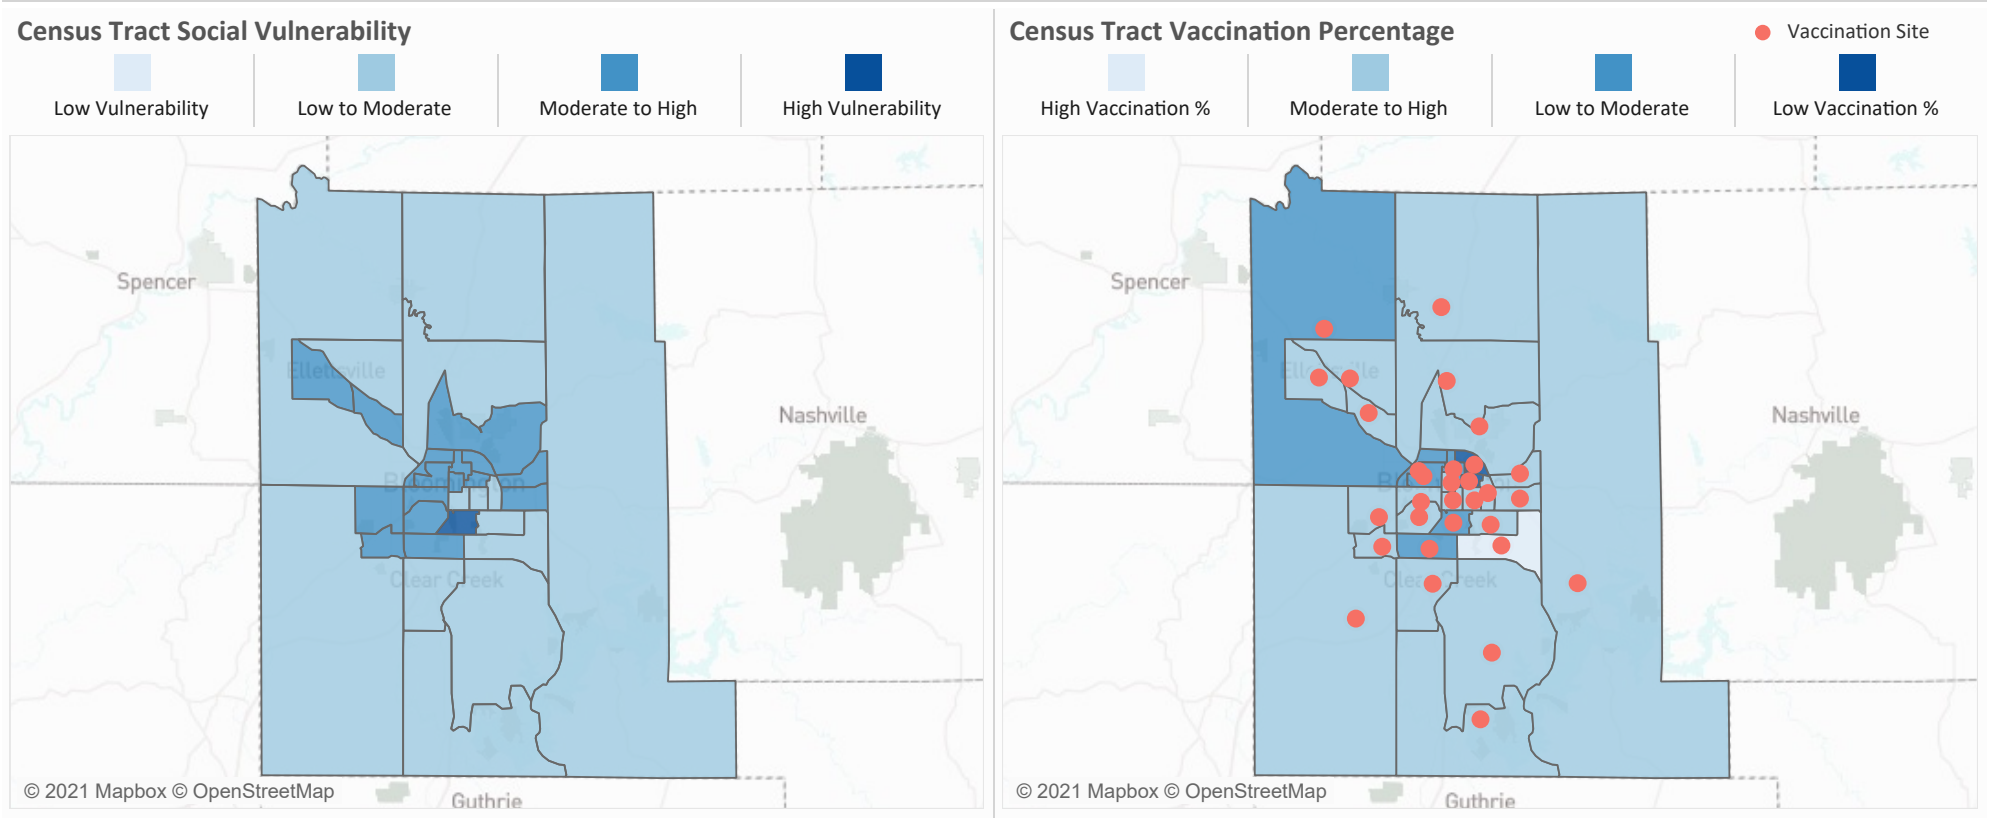 Census Tract Social Vulnerability
Low Vulnerability
Low to Moderate
Moderate to High
High Vulnerability
Spencer
Ellettsville
Nashville
Bloomington
Clear Creek
Guthrie
© 2021 Mapbox © OpenStreetMap
Census Tract Vaccination Percentage
Vaccination Site
High Vaccination %
Moderate to High
Low to Moderate
Low Vaccination %
Spencer
Nashville
Clear Creek
Guthrie
© 2021 Mapbox © OpenStreetMap